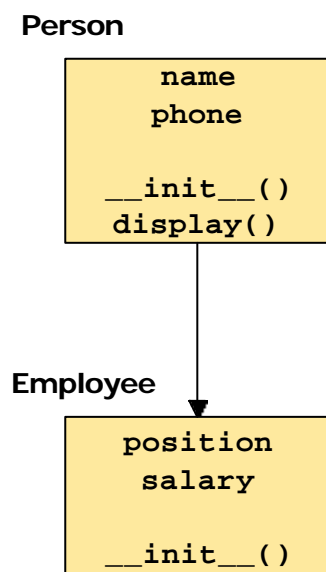 Person
name
phone
__init__()
display()
Employee
position
salary
__init__()